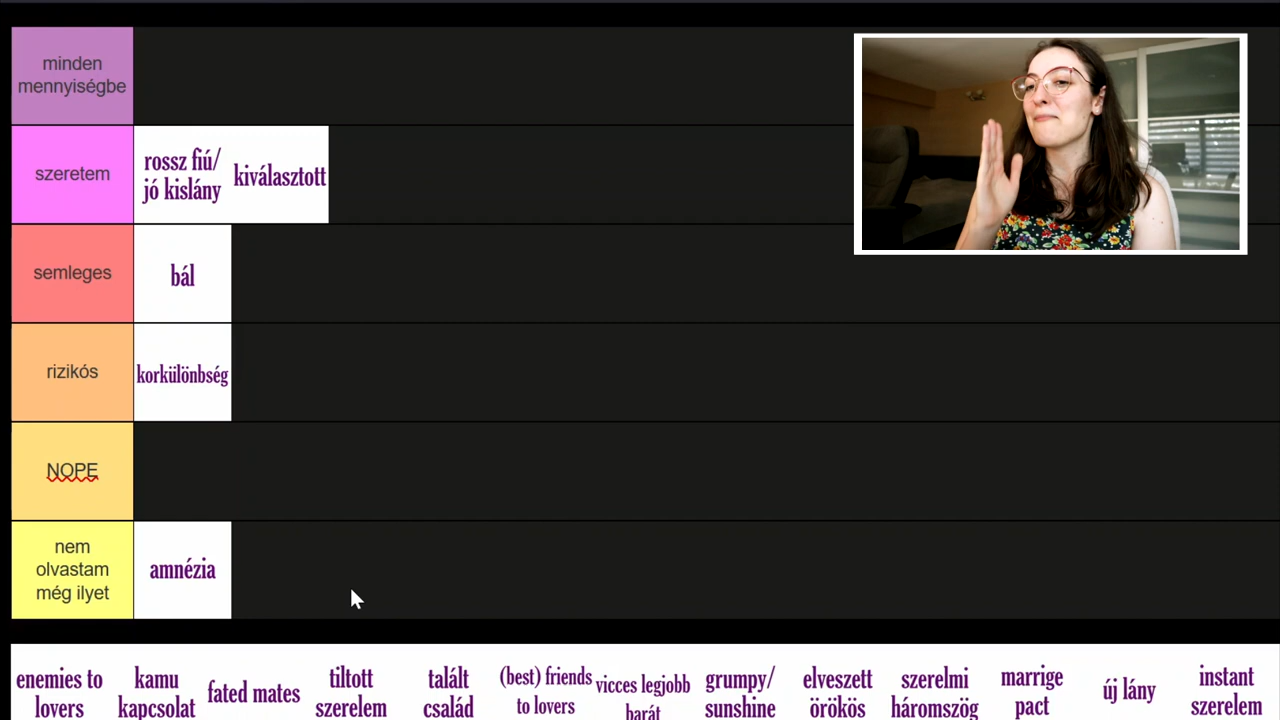 minden
mennyiségbe
szeretem
rossz fiú/
jó kislány
kiválasztott
semleges
bál
rizikós
korkülönbség
NOPE
nem
olvastam
még ilyet
amnézia
enemies to
lovers
kamu
kapcsolat
fated mates
tiltott
szerelem
talált
család
(best) friends
to lovers
vicces legjobb
barát
grumpy/
sunshine
elveszett
örökös
szerelmi
háromszög
marrige
pact
új lány
instant
szerelem